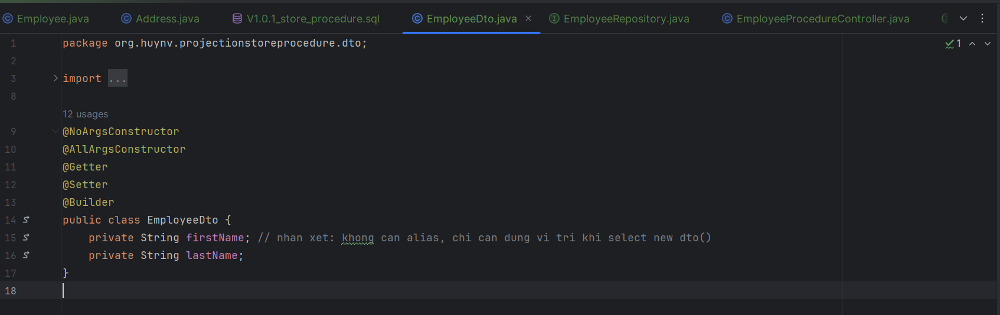 Employee.java Address.java V1.0.1_store_procedure.sql EmployeeDto.java EmployeeRepository.java EmployeeProcedureController.java
1 package org.huynv.projectionstoreprocedure.dto; 1
2
3 import ...
8
12 usages
9 @NoArgsConstructor
10 @AllArgsConstructor
11 @Getter
12 @Setter
13 @Builder
14 public class EmployeeDto {
15 private String firstName; // nhan xet: khong can alias, chi can dung vi tri khi select new dto()
16 private String lastName;
17 }
18